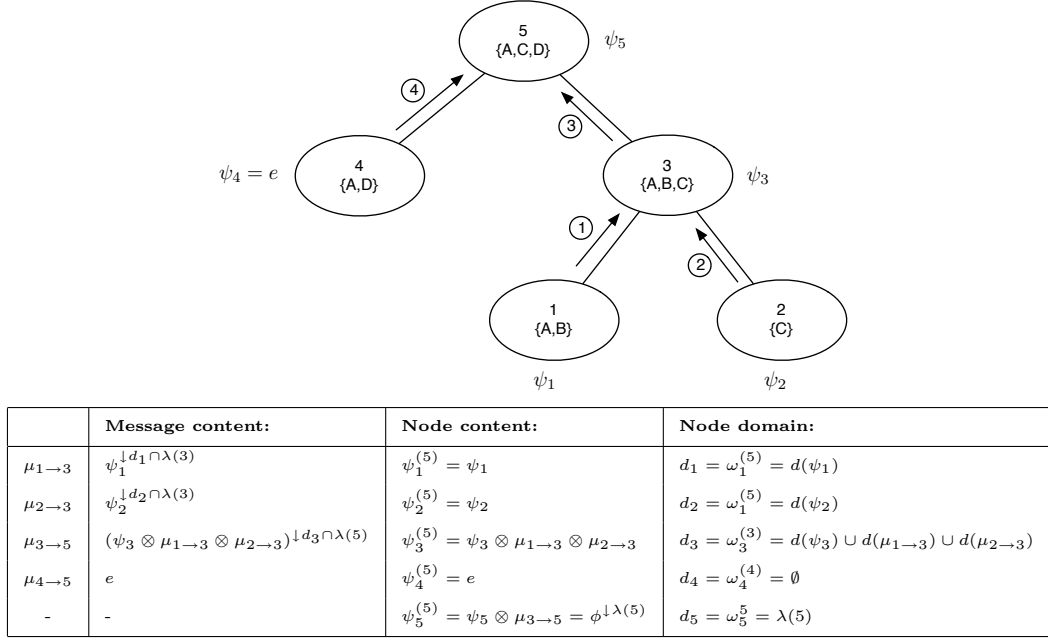 5
{A,C,D}
ψ₅
④
③
ψ₄ = e
4
{A,D}
3
{A,B,C}
ψ₃
①
②
1
{A,B}
2
{C}
ψ₁
ψ₂
Message content: Node content: Node domain:
μ₁→₃ ψ₁^{↓d₁∩λ(3)} ψ₁^{(5)} = ψ₁ d₁ = ω₁^{(5)} = d(ψ₁)
μ₂→₃ ψ₂^{↓d₂∩λ(3)} ψ₂^{(5)} = ψ₂ d₂ = ω₁^{(5)} = d(ψ₂)
μ₃→₅ (ψ₃ ⊗ μ₁→₃ ⊗ μ₂→₃)^{↓d₃∩λ(5)} ψ₃^{(5)} = ψ₃ ⊗ μ₁→₃ ⊗ μ₂→₃ d₃ = ω₃^{(3)} = d(ψ₃) ∪ d(μ₁→₃) ∪ d(μ₂→₃)
μ₄→₅ e ψ₄^{(5)} = e d₄ = ω₄^{(4)} = ∅
- - ψ₅^{(5)} = ψ₅ ⊗ μ₃→₅ = ϕ^{↓λ(5)} d₅ = ω₅^{5} = λ(5)